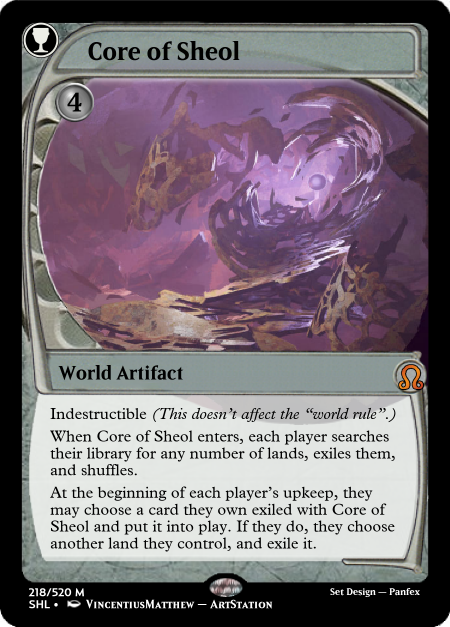 Core of Sheol
4
World Artifact
Indestructible (This doesn't affect the “world rule”.)
When Core of Sheol enters, each player searches
their library for any number of lands, exiles them,
and shuffles.
At the beginning of each player's upkeep, they
may choose a card they own exiled with Core of
Sheol and put it into play. If they do, they choose
another land they control, and exile it.
218/520 M
Set Design — Panfex
SHL • VincentiusMatthew — ArtStation